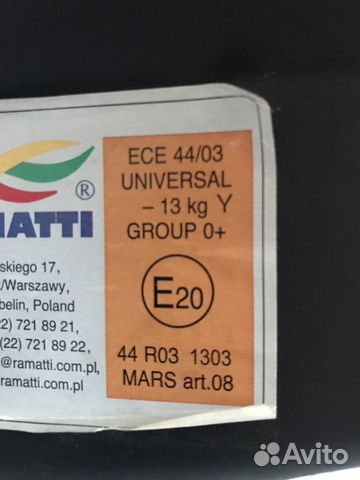 ®
MATTI
skiego 17,
t/Warszawy,
belin, Poland
22) 721 89 21,
(22) 721 89 22,
@ramatti.com.pl,
ramatti.com.pl
ECE 44/03
UNIVERSAL
– 13 kg Y
GROUP 0+
E20
44 R03 1303
MARS art.08
Avito